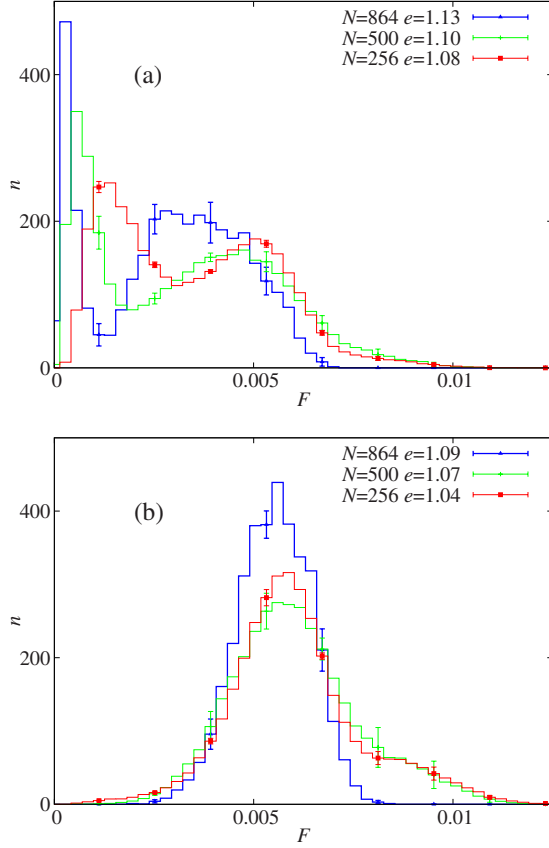 N=864 e=1.13
N=500 e=1.10
N=256 e=1.08
(a)
400
200
0
n
0 0.005 0.01
F
N=864 e=1.09
N=500 e=1.07
N=256 e=1.04
(b)
400
200
0
n
0 0.005 0.01
F